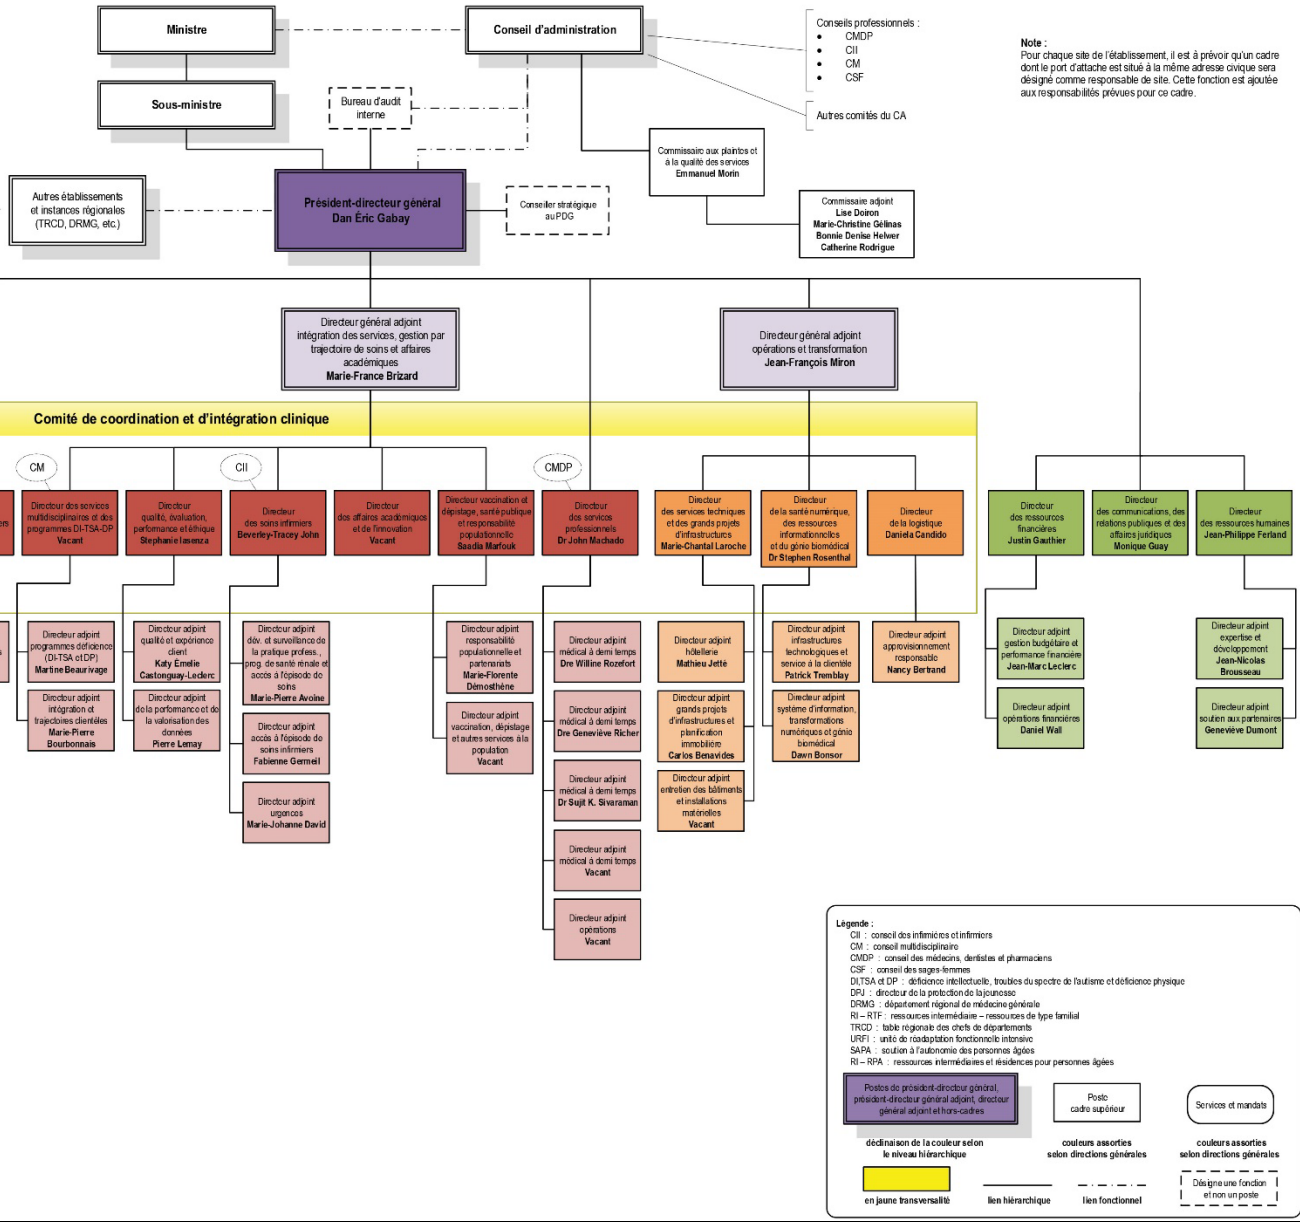 Ministre
Conseil d'administration
Conseils professionnels :
• CMDP
• CII
• CM
• CSF
Autres comités du CA
Note :
Pour chaque site de l'établissement, il est à prévoir qu'un cadre
dont le port d'attache est situé à la même adresse civique sera
désigné comme responsable de site. Cette fonction est ajoutée
aux responsabilités prévues pour ce cadre.
Sous-ministre
Bureau d'audit
interne
Commissaire aux plaintes et
à la qualité des services
Emmanuel Morin
Autres établissements
et instances régionales
(TRCD, DRMG, etc.)
Président-directeur général
Dan Éric Gabay
Conseiller stratégique
au PDG
Commissaire adjoint
Lise Doiron
Marie-Christine Gélinas
Bonnie Denise Helwer
Catherine Rodrigue
Directeur général adjoint
intégration des services, gestion par
trajectoire de soins et affaires
académiques
Marie-France Brizard
Directeur général adjoint
opérations et transformation
Jean-François Miron
Comité de coordination et d'intégration clinique
CM
CII
CMDP
iers
Directeur des services
multidisciplinaires et des
programmes DI-TSA-DP
Vacant
Directeur
qualité, évaluation,
performance et éthique
Stephanie Iasenza
Directeur
des soins infirmiers
Beverley-Tracey John
Directeur
des affaires académiques
et de l'innovation
Vacant
Directeur vaccination et
dépistage, santé publique
et responsabilité
populationnelle
Saadia Marfouk
Directeur
des services
professionnels
Dr John Machado
Directeur
des services techniques
et des grands projets
d'infrastructures
Marie-Chantal Laroche
Directeur
de la santé numérique,
des ressources
informationnelles
et du génie biomédical
Dr Stephen Rosenthal
Directeur
de la logistique
Daniela Candido
Directeur
des ressources
financières
Justin Gauthier
Directeur
des communications, des
relations publiques et des
affaires juridiques
Monique Guay
Directeur
des ressources humaines
Jean-Philippe Ferland
s
Directeur adjoint
programmes déficience
(DI-TSA et DP)
Martine Beaurivage
Directeur adjoint
intégration et
trajectoires clientèles
Marie-Pierre
Bourbonnais
Directeur adjoint
qualité et expérience
client
Katy Émelie
Castonguay-Leclerc
Directeur adjoint
de la performance et de
la valorisation des
données
Pierre Lemay
Directeur adjoint
dév. et surveillance de
la pratique profess.,
prog. de santé rénale et
accès à l'épisode de
soins
Marie-Pierre Avoine
Directeur adjoint
accès à l'épisode de
soins infirmiers
Fabienne Germeil
Directeur adjoint
urgences
Marie-Johanne David
Directeur adjoint
responsabilité
populationnelle et
partenariats
Marie-Florente
Démosthène
Directeur adjoint
vaccination, dépistage
et autres services à la
population
Vacant
Directeur adjoint
médical à demi temps
Dre Willine Rozefort
Directeur adjoint
médical à demi temps
Dre Geneviève Richer
Directeur adjoint
médical à demi temps
Dr Sujit K. Sivaraman
Directeur adjoint
médical à demi temps
Vacant
Directeur adjoint
opérations
Vacant
Directeur adjoint
hôtellerie
Mathieu Jetté
Directeur adjoint
grands projets
d'infrastructures et
planification
immobilière
Carlos Benavides
Directeur adjoint
entretien des bâtiments
et installations
matérielles
Vacant
Directeur adjoint
infrastructures
technologiques et
service à la clientèle
Patrick Tremblay
Directeur adjoint
système d'information,
transformations
numériques et génie
biomédical
Dawn Bonsor
Directeur adjoint
approvisionnement
responsable
Nancy Bertrand
Directeur adjoint
gestion budgétaire et
performance financière
Jean-Marc Leclerc
Directeur adjoint
opérations financières
Daniel Wall
Directeur adjoint
expertise et
développement
Jean-Nicolas
Brousseau
Directeur adjoint
soutien aux partenaires
Geneviève Dumont
Légende :
CII : conseil des infirmières et infirmiers
CM : conseil multidisciplinaire
CMDP : conseil des médecins, dentistes et pharmaciens
CSF : conseil des sages-femmes
DI,TSA et DP : déficience intellectuelle, troubles du spectre de l'autisme et déficience physique
DPJ : directeur de la protection de la jeunesse
DRMG : département régional de médecine générale
RI – RTF : ressources intermédiaire – ressources de type familial
TRCD : table régionale des chefs de départements
URFI : unité de réadaptation fonctionnelle intensive
SAPA : soutien à l'autonomie des personnes âgées
RI – RPA : ressources intermédiaires et résidences pour personnes âgées
Postes de président-directeur général,
président-directeur général adjoint, directeur
général adjoint et hors-cadres
Poste
cadre supérieur
Services et mandats
déclinaison de la couleur selon
le niveau hiérarchique
couleurs assorties
selon directions générales
couleurs assorties
selon directions générales
en jaune transversalité
lien hiérarchique
lien fonctionnel
Désigne une fonction
et non un poste